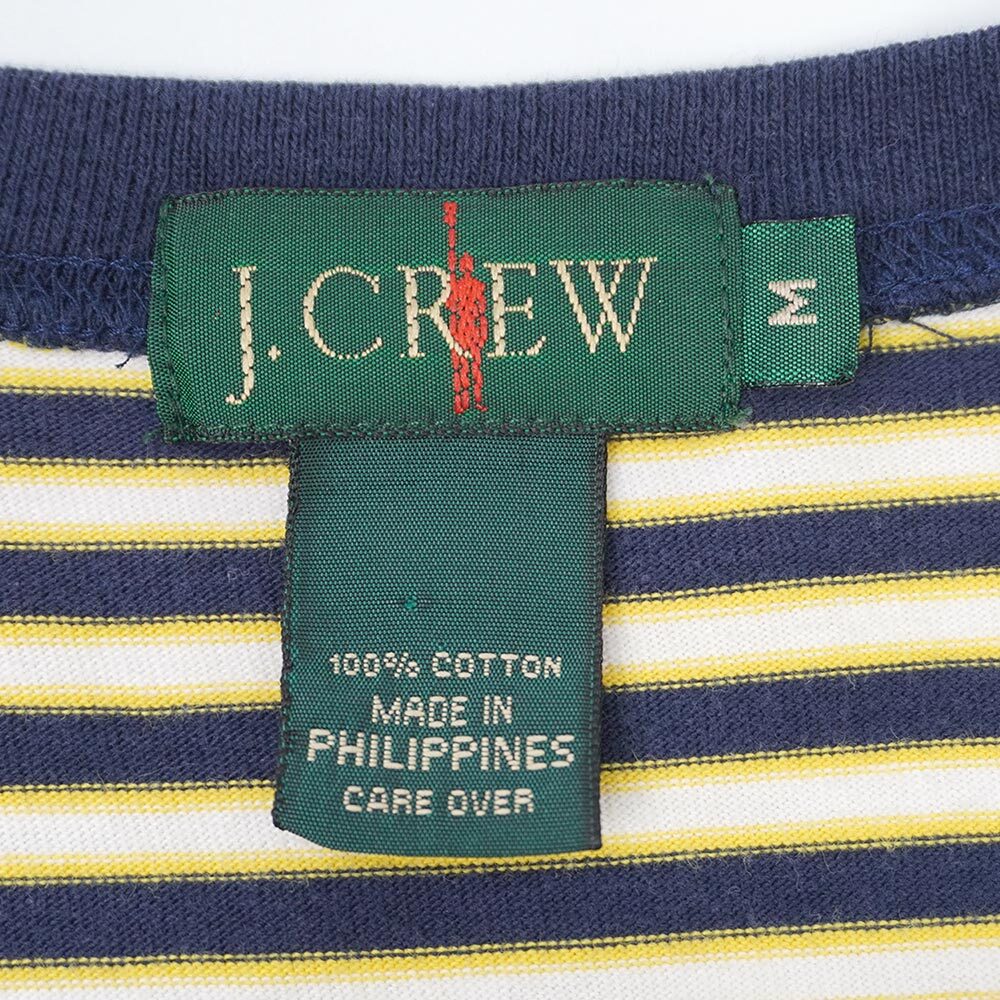 J.CREW
M
100% COTTON
MADE IN
PHILIPPINES
CARE OVER